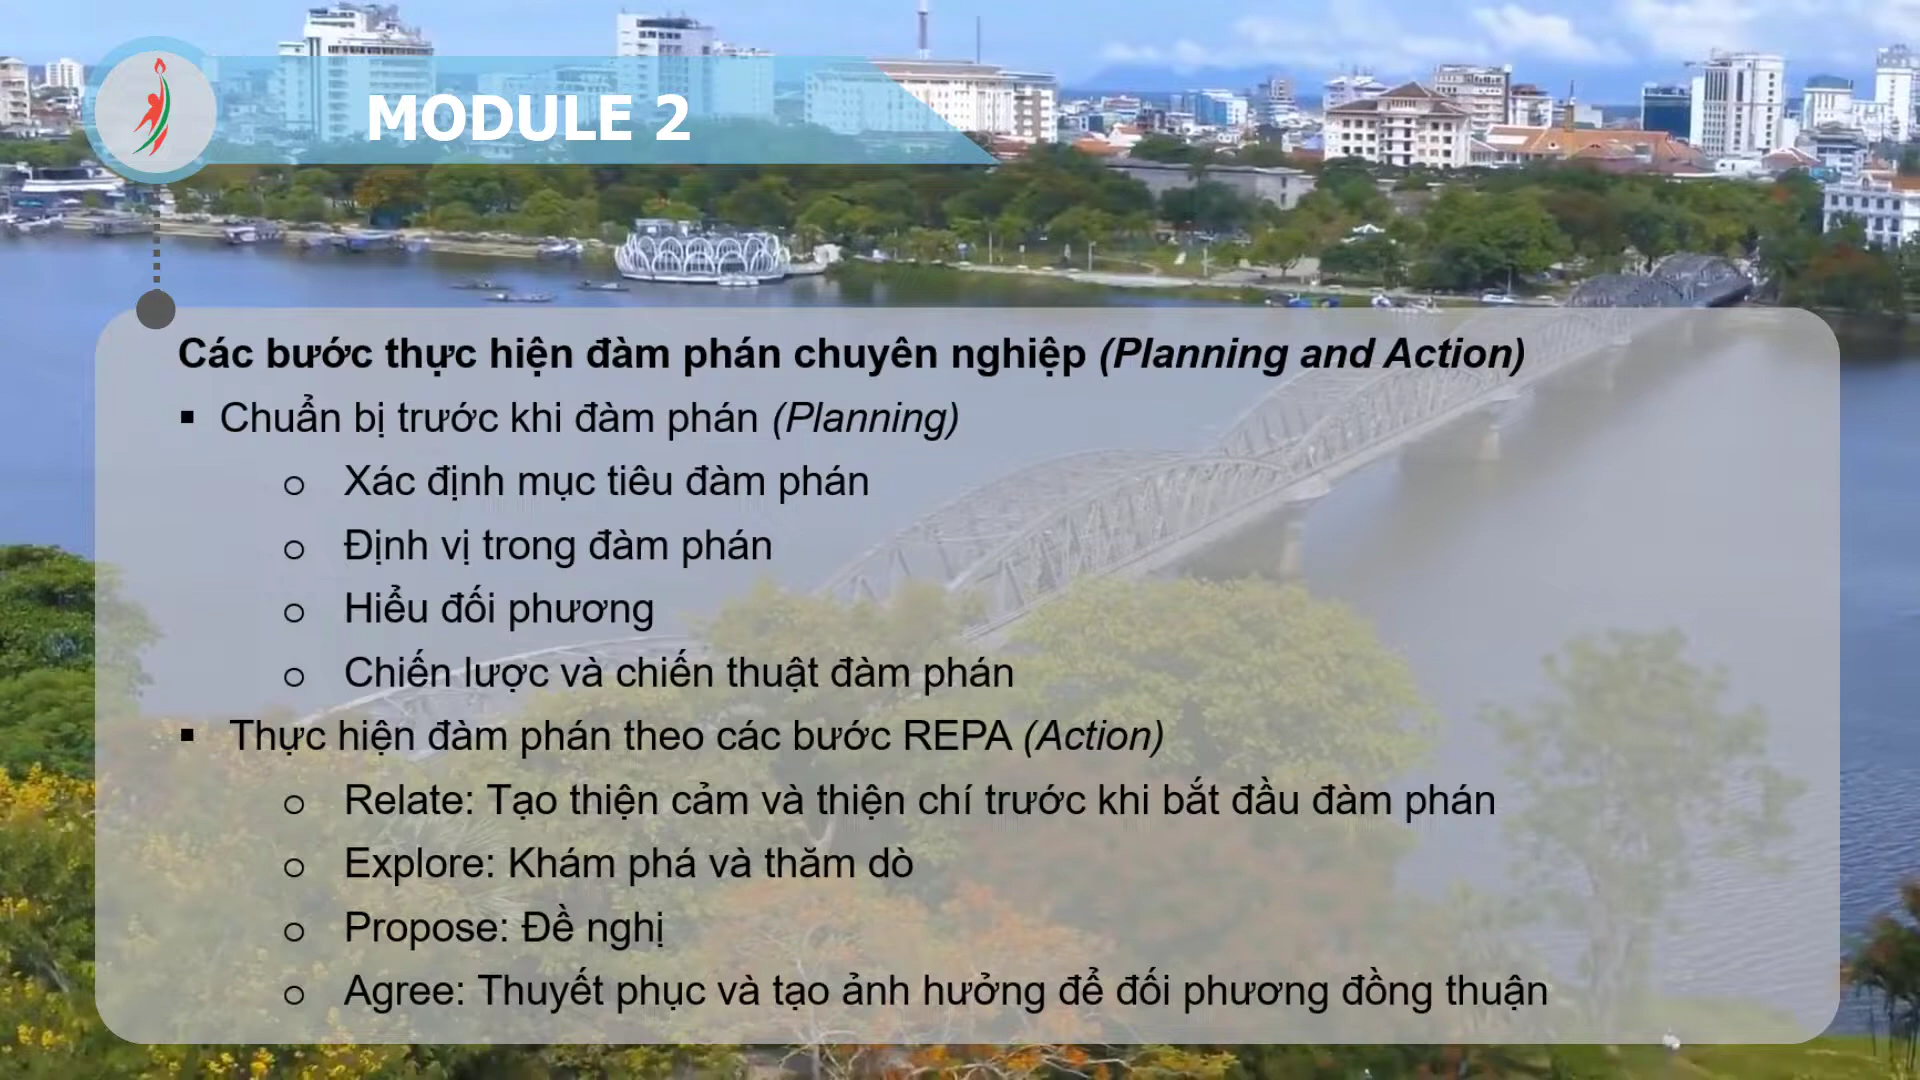 MODULE 2
Các bước thực hiện đàm phán chuyên nghiệp (Planning and Action)
▪ Chuẩn bị trước khi đàm phán (Planning)
o Xác định mục tiêu đàm phán
o Định vị trong đàm phán
o Hiểu đối phương
o Chiến lược và chiến thuật đàm phán
▪ Thực hiện đàm phán theo các bước REPA (Action)
o Relate: Tạo thiện cảm và thiện chí trước khi bắt đầu đàm phán
o Explore: Khám phá và thăm dò
o Propose: Đề nghị
o Agree: Thuyết phục và tạo ảnh hưởng để đối phương đồng thuận